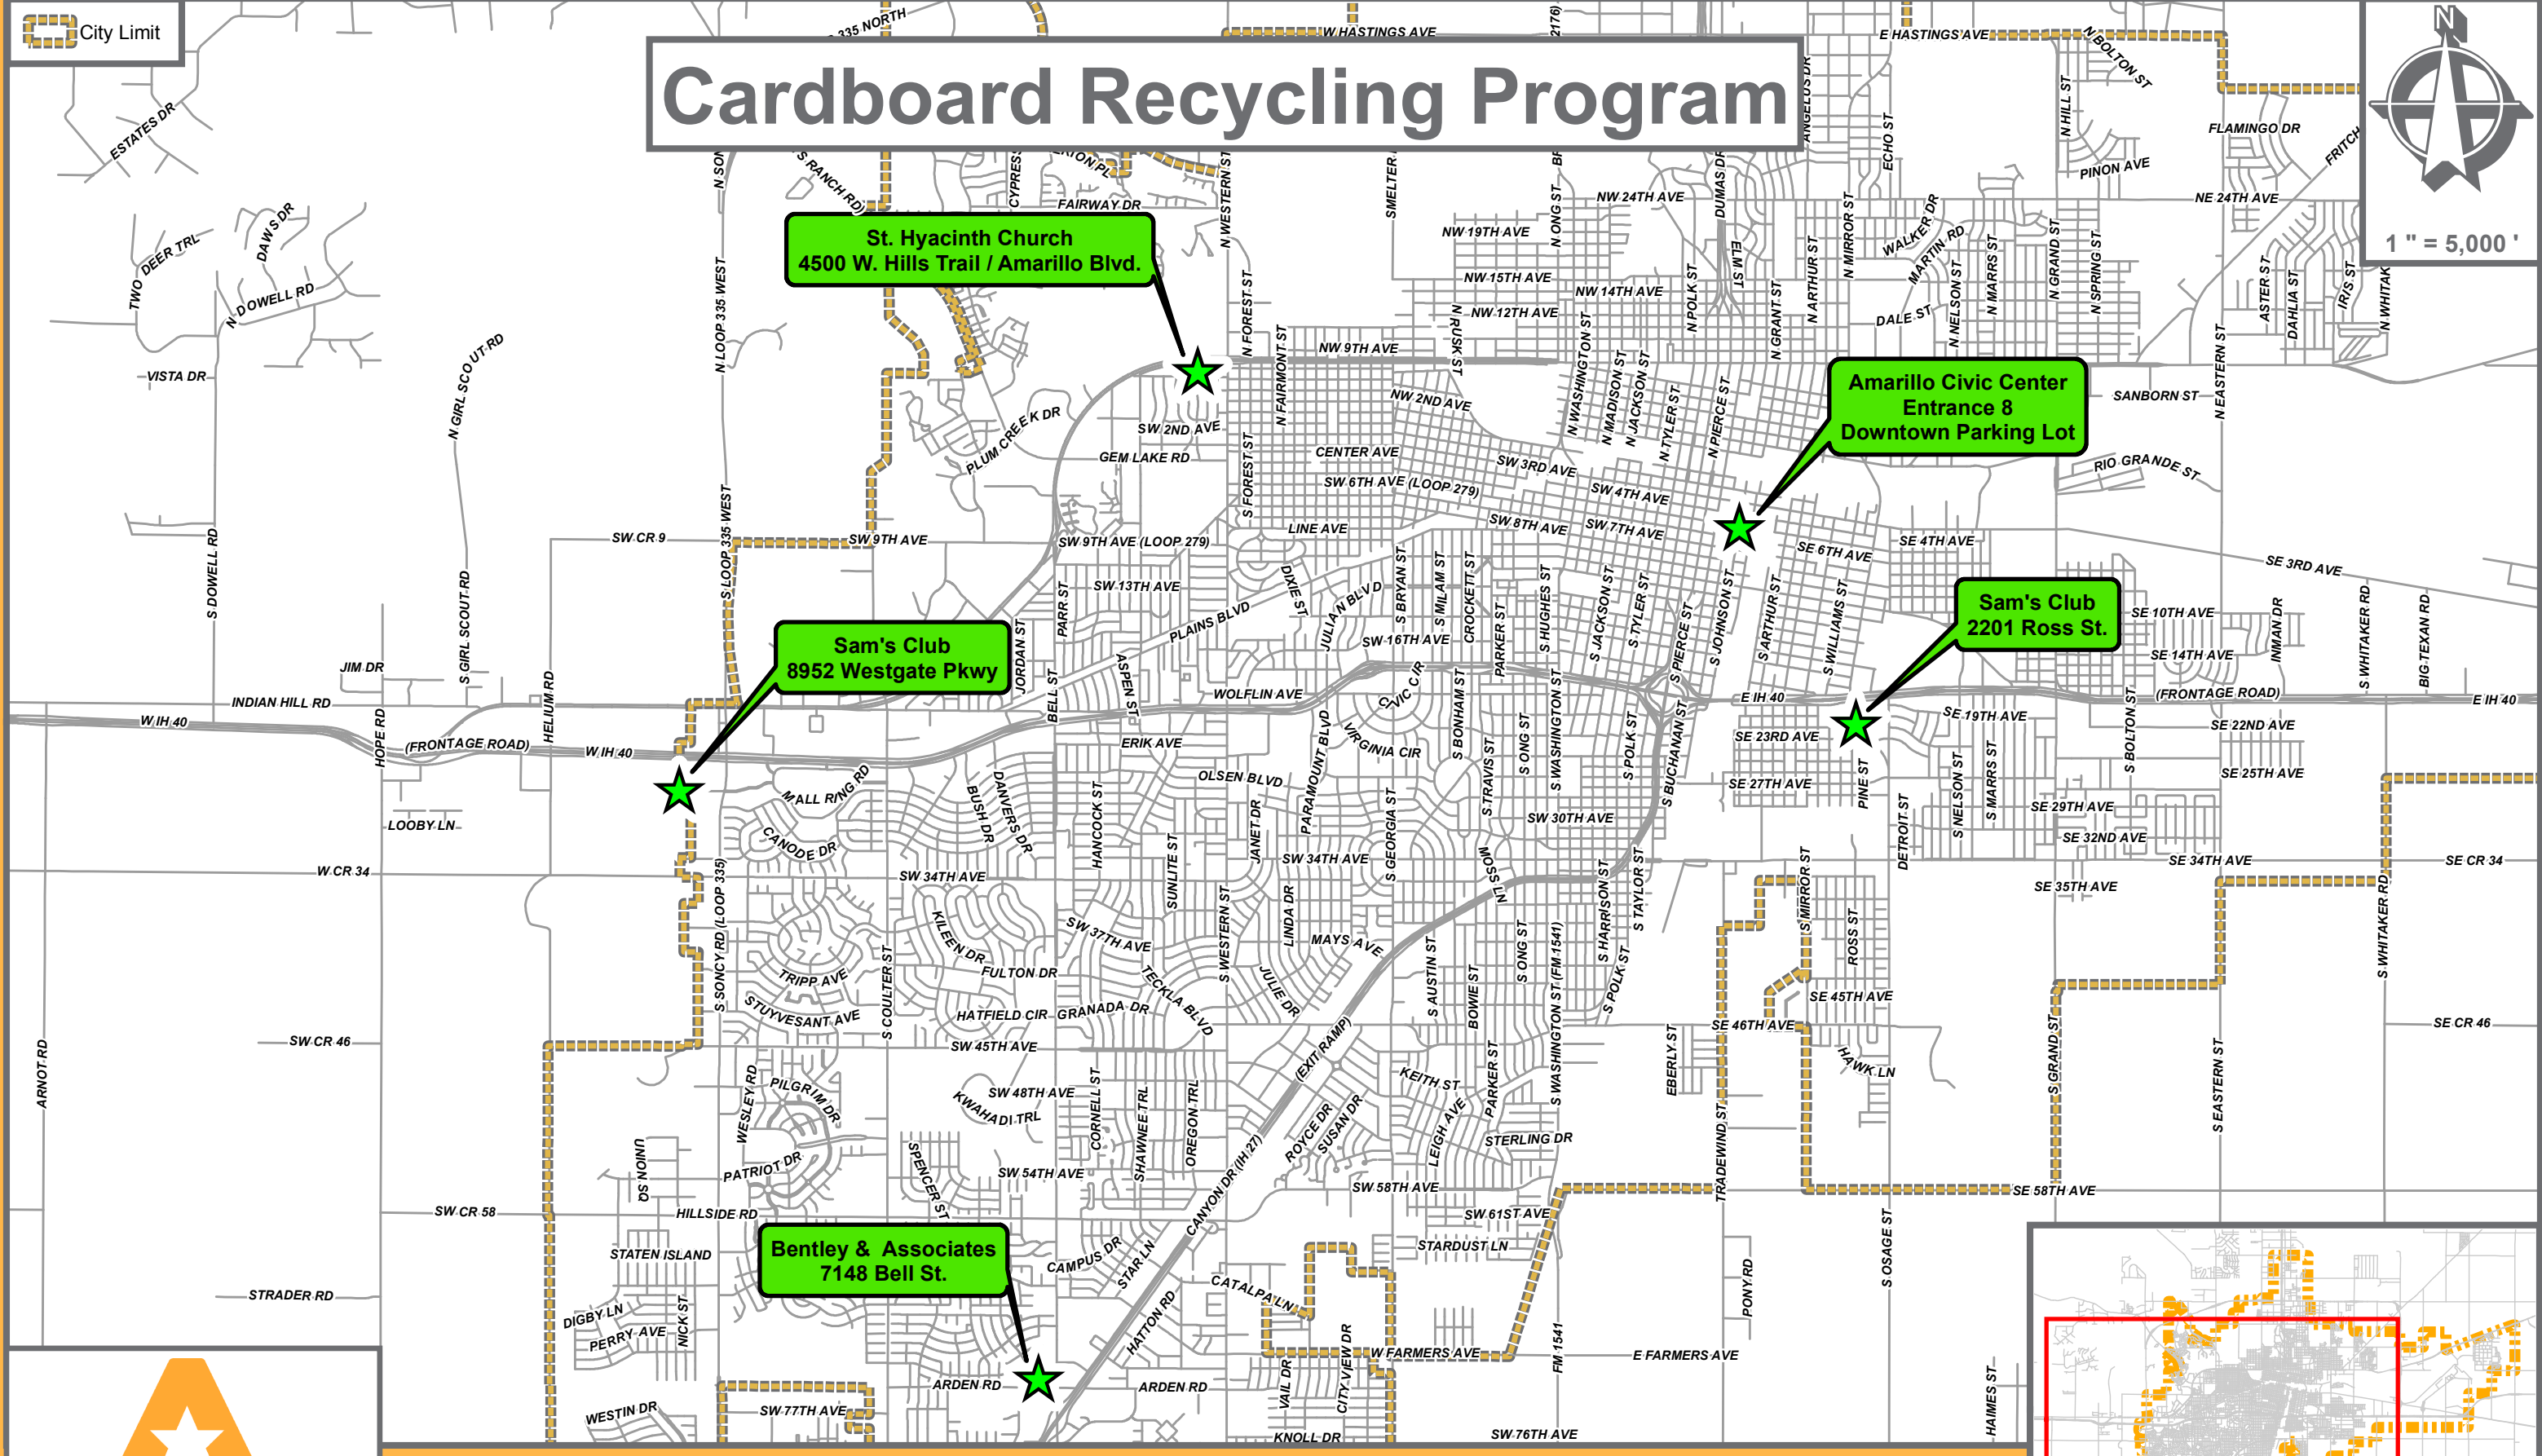 City Limit
Cardboard Recycling Program
N
1 " = 5,000 '
335 NORTH
W HASTINGS AVE
2176)
E HASTINGS AVE
N BOLTON ST
ESTATES DR
N HILL ST
ECHO ST
FLAMINGO DR
FRITCH
PINON AVE
S RANCH RD)
CYPRESS
FAIRWAY DR
N WESTERN ST
NW 24TH AVE
DUMAS DR
N MIRROR ST
NE 24TH AVE
TWO
DEER TRL
DAWS DR
N DOWELL RD
St. Hyacinth Church
4500 W. Hills Trail / Amarillo Blvd.
NW 19TH AVE
N ONG ST
WALKER DR
MARTIN RD
N MARRS ST
N GRAND ST
N SPRING ST
NW 15TH AVE
NW 14TH AVE
NW 12TH AVE
N POLK ST
ELM ST
N GRANT ST
N ARTHUR ST
DALE ST
N NELSON ST
ASTER ST
DAHLIA ST
IRIS ST
N WHITAK
N LOOP 335 WEST
N FOREST ST
N FAIRMONT ST
NW 9TH AVE
N RUSK ST
N WASHINGTON ST
N MADISON ST
N JACKSON ST
N TYLER ST
N PIERCE ST
VISTA DR
N GIRL SCOUT RD
NW 2ND AVE
Amarillo Civic Center
Entrance 8
Downtown Parking Lot
SANBORN ST
N EASTERN ST
PLUM CREEK DR
SW 2ND AVE
GEM LAKE RD
S FOREST ST
CENTER AVE
SW 3RD AVE
RIO GRANDE ST
SW 6TH AVE (LOOP 279)
SW 4TH AVE
S DOWELL RD
SW CR 9
S LOOP 335 WEST
SW 9TH AVE
SW 9TH AVE (LOOP 279)
LINE AVE
SW 8TH AVE
SW 7TH AVE
SE 6TH AVE
SE 4TH AVE
SE 3RD AVE
S GIRL SCOUT RD
SW 13TH AVE
PARR ST
DIXIE ST
JULIAN BLVD
S BRYAN ST
S MILAM ST
CROCKETT ST
PARKER ST
S HUGHES ST
S JACKSON ST
S TYLER ST
S PIERCE ST
S JOHNSON ST
S ARTHUR ST
S WILLIAMS ST
Sam's Club
2201 Ross St.
SE 10TH AVE
INMAN DR
S WHITAKER RD
BIG TEXAN RD
PLAINS BLVD
SW 16TH AVE
SE 14TH AVE
Sam's Club
8952 Westgate Pkwy
JORDAN ST
BELL ST
ASPEN ST
JIM DR
INDIAN HILL RD
HELIUM RD
WOLFLIN AVE
CIVIC CIR
E IH 40
(FRONTAGE ROAD)
E IH 40
W IH 40
HOPE RD
(FRONTAGE ROAD)
W IH 40
ERIK AVE
PARAMOUNT BLVD
VIRGINIA CIR
S BONHAM ST
S TRAVIS ST
S ONG ST
S WASHINGTON ST
S POLK ST
S BUCHANAN ST
SE 23RD AVE
SE 19TH AVE
S BOLTON ST
SE 22ND AVE
MALL RING RD
OLSEN BLVD
SE 27TH AVE
PINE ST
SE 25TH AVE
LOOBY LN
CANODE DR
BUSH DR
DANVERS DR
HANCOCK ST
SUNLITE ST
JANET DR
S GEORGIA ST
SW 30TH AVE
DETROIT ST
S NELSON ST
S MARRS ST
SE 29TH AVE
SE 32ND AVE
W CR 34
SW 34TH AVE
SW 34TH AVE
MOSS LN
SE 34TH AVE
SE CR 34
SE 35TH AVE
S SONCY RD (LOOP 335)
KILEEN DR
SW 37TH AVE
S WESTERN ST
LINDA DR
MAYS AVE
S HARRISON ST
S TAYLOR ST
S MIRROR ST
ROSS ST
S WHITAKER RD
TRIPP AVE
S COULTER ST
FULTON DR
TECKLA BLVD
JULIE DR
S AUSTIN ST
BOWIE ST
S ONG ST
S WASHINGTON ST (FM 1541)
S POLK ST
STUYVESANT AVE
HATFIELD CIR
GRANADA DR
SE 45TH AVE
SE 46TH AVE
SE CR 46
SW CR 46
SW 45TH AVE
(EXIT RAMP)
EBERLY ST
HAWK LN
S GRAND ST
S EASTERN ST
ARNOT RD
WESLEY RD
PILGRIM DR
SW 48TH AVE
KWAHADI TRL
CORNELL ST
SHAWNEE TRL
OREGON TRL
KEITH ST
PARKER ST
ROYCE DR
SUSAN DR
LEIGH AVE
STERLING DR
TRADEWIND ST
UNION SQ
PATRIOT DR
SPENCER ST
SW 54TH AVE
CANYON DR (IH 27)
SW 58TH AVE
SE 58TH AVE
SW CR 58
HILLSIDE RD
SW 61ST AVE
STATEN ISLAND
Bentley &  Associates
7148 Bell St.
CAMPUS DR
STAR LN
STARDUST LN
S OSAGE ST
STRADER RD
DIGBY LN
PERRY AVE
NICK ST
HATTON RD
CATALPA LN
PONY RD
W FARMERS AVE
FM 1541
E FARMERS AVE
ARDEN RD
ARDEN RD
VAIL DR
CITY VIEW DR
HAIMES ST
WESTIN DR
SW 77TH AVE
KNOLL DR
SW 76TH AVE